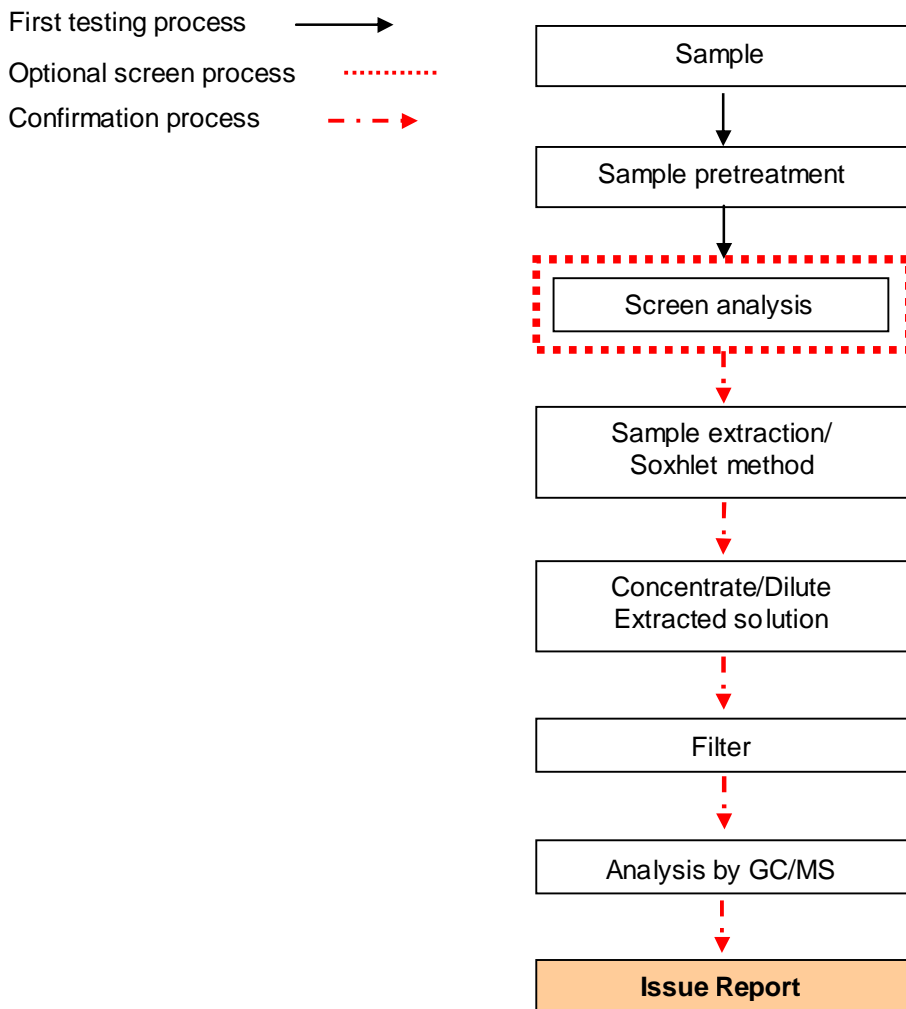 First testing process
Optional screen process
Confirmation process
Sample
Sample pretreatment
Screen analysis
Sample extraction/
Soxhlet method
Concentrate/Dilute
Extracted solution
Filter
Analysis by GC/MS
Issue Report